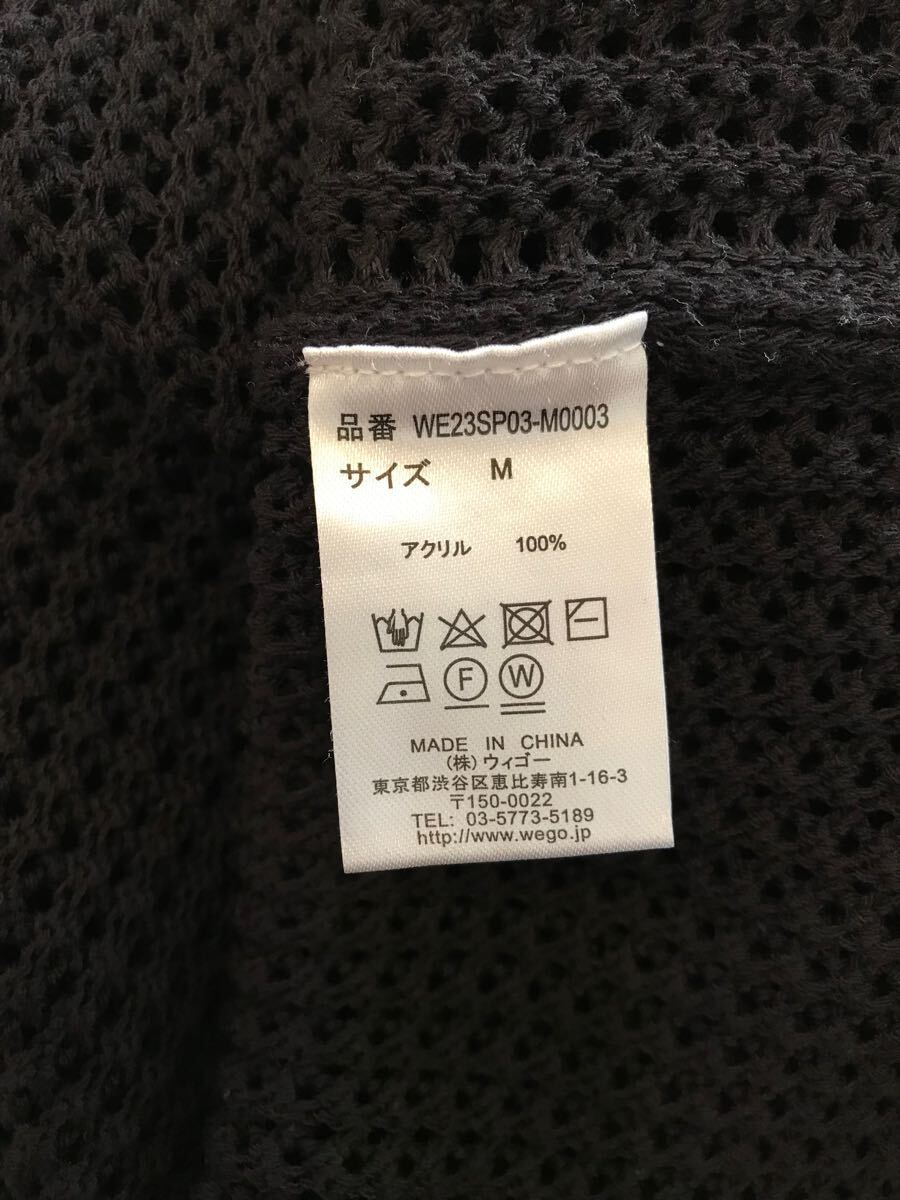 品番 WE23SP03-M0003
サイズ M
アクリル 100%
F W
MADE IN CHINA
(株)ウィゴー
東京都渋谷区恵比寿南1-16-3
〒150-0022
TEL: 03-5773-5189
http://www.wego.jp